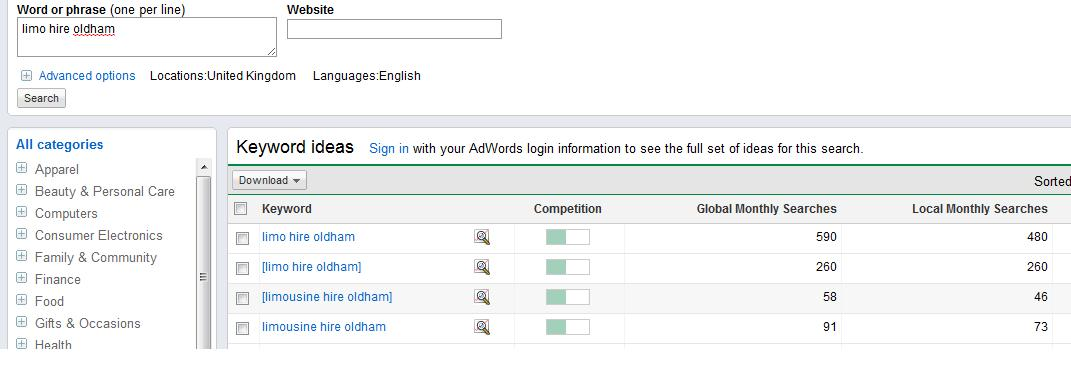 Word or phrase (one per line) Website
limo hire oldham
Advanced options Locations:United Kingdom Languages:English
Search
All categories
Apparel
Beauty & Personal Care
Computers
Consumer Electronics
Family & Community
Finance
Food
Gifts & Occasions
Health
Keyword ideas Sign in with your AdWords login information to see the full set of ideas for this search.
Download
Sorted
Keyword Competition Global Monthly Searches Local Monthly Searches
limo hire oldham 590 480
[limo hire oldham] 260 260
[limousine hire oldham] 58 46
limousine hire oldham 91 73